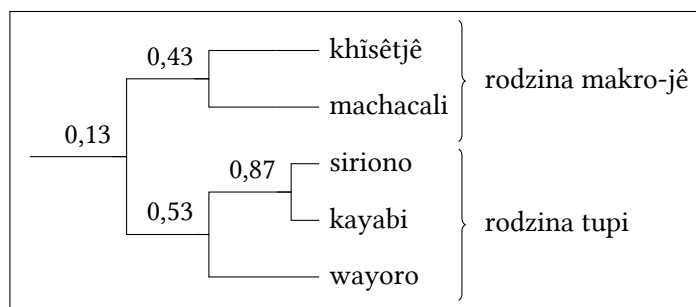 0,43
khĩsêtjê
machacali
rodzina makro-jê
0,13
0,87
siriono
0,53
kayabi
wayoro
rodzina tupi